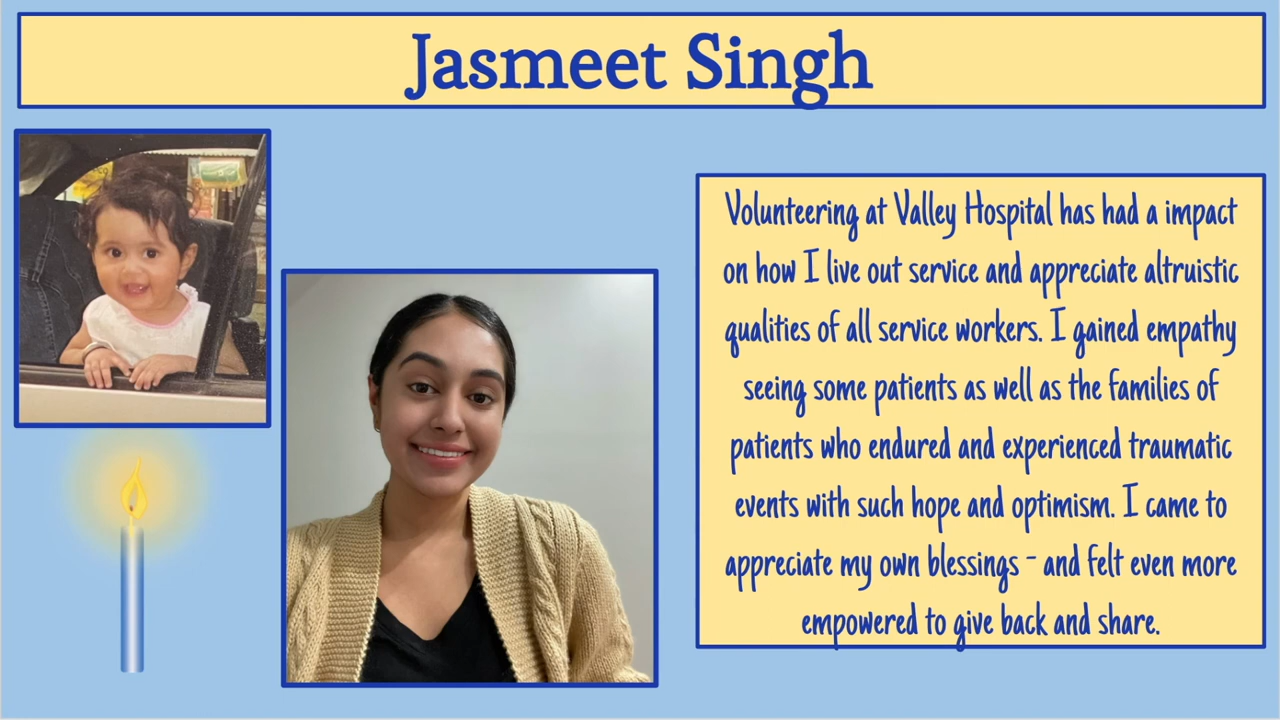 Jasmeet Singh
Volunteering at Valley Hospital has had a impact
on how I live out service and appreciate altruistic
qualities of all service workers. I gained empathy
seeing some patients as well as the families of
patients who endured and experienced traumatic
events with such hope and optimism. I came to
appreciate my own blessings - and felt even more
empowered to give back and share.